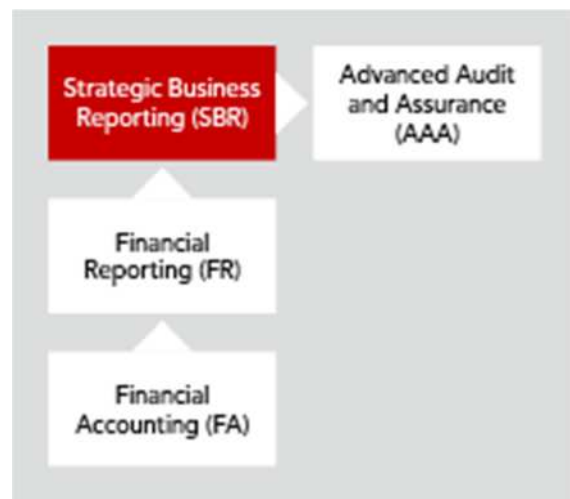 Strategic Business
Reporting (SBR)
Advanced Audit
and Assurance
(AAA)
Financial
Reporting (FR)
Financial
Accounting (FA)